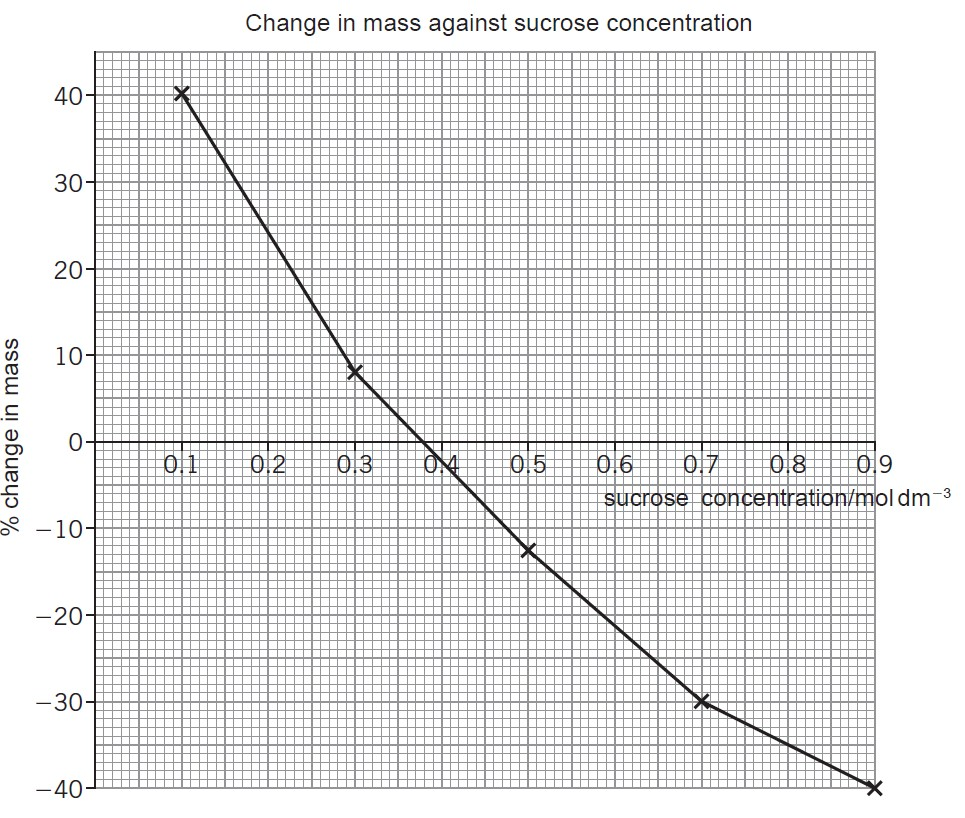 Change in mass against sucrose concentration
40
30
20
10
0
−10
−20
−30
−40
% change in mass
0.1 0.2 0.3 0.4 0.5 0.6 0.7 0.8 0.9
sucrose concentration/mol dm⁻³